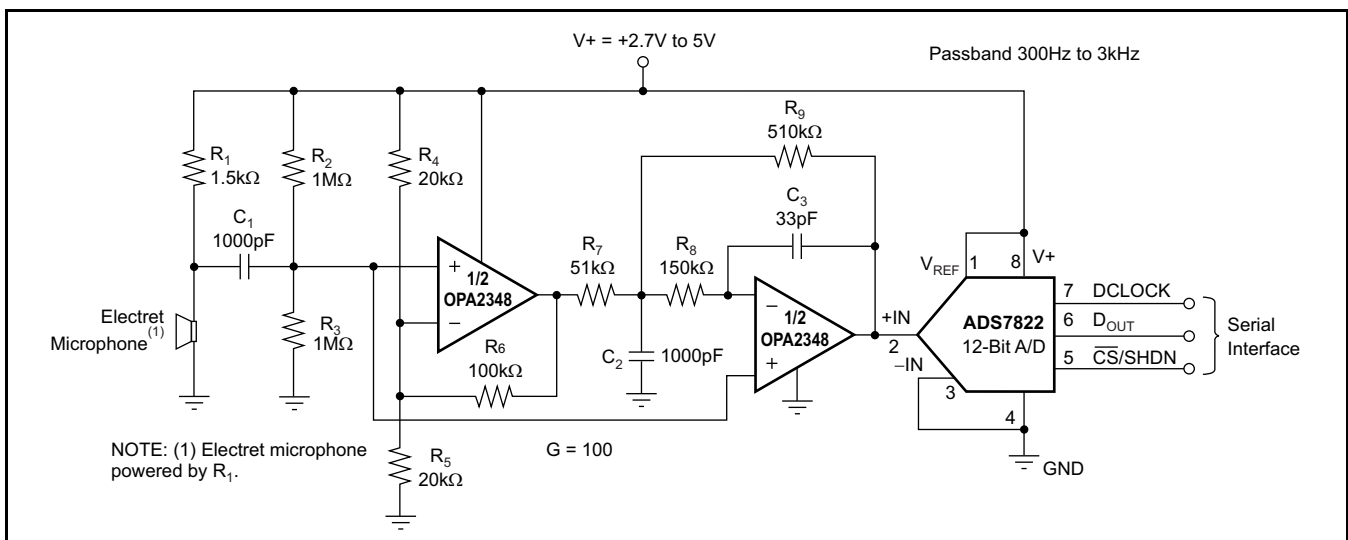 V+ = +2.7V to 5V
Passband 300Hz to 3kHz
R1
1.5kΩ
R2
1MΩ
R4
20kΩ
R9
510kΩ
C3
33pF
C1
1000pF
R7
51kΩ
R8
150kΩ
+
1/2
OPA2348
−
−
1/2
OPA2348
+
VREF
1
8
V+
7 DCLOCK
6 DOUT
5 CS/SHDN
Serial
Interface
ADS7822
12-Bit A/D
+IN
2
−IN
3
4
GND
Electret
Microphone(1)
R3
1MΩ
R6
100kΩ
C2
1000pF
NOTE: (1) Electret microphone
powered by R1.
G = 100
R5
20kΩ